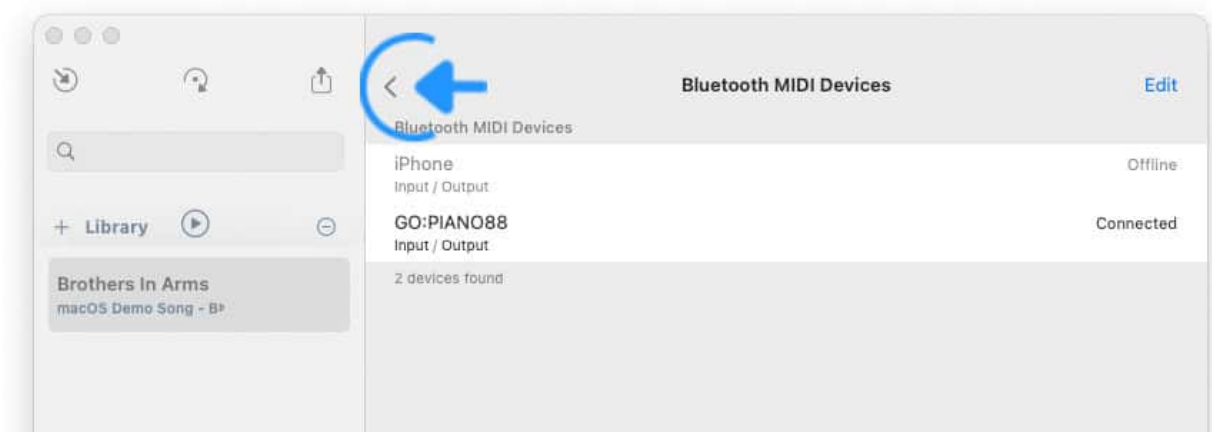 + Library
Brothers In Arms
macOS Demo Song - B♭
Bluetooth MIDI Devices
Edit
Bluetooth MIDI Devices
iPhone
Offline
Input / Output
GO:PIANO88
Connected
Input / Output
2 devices found